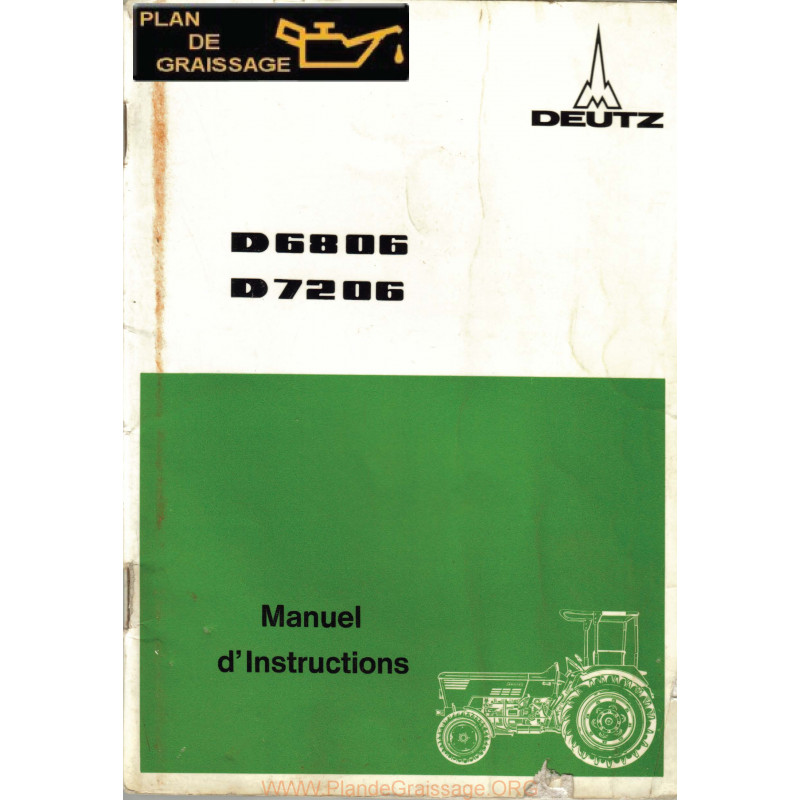 PLAN
DE
GRAISSAGE
DEUTZ
D6806
D7206
Manuel
d'Instructions
www.PlandeGraissage.ORG